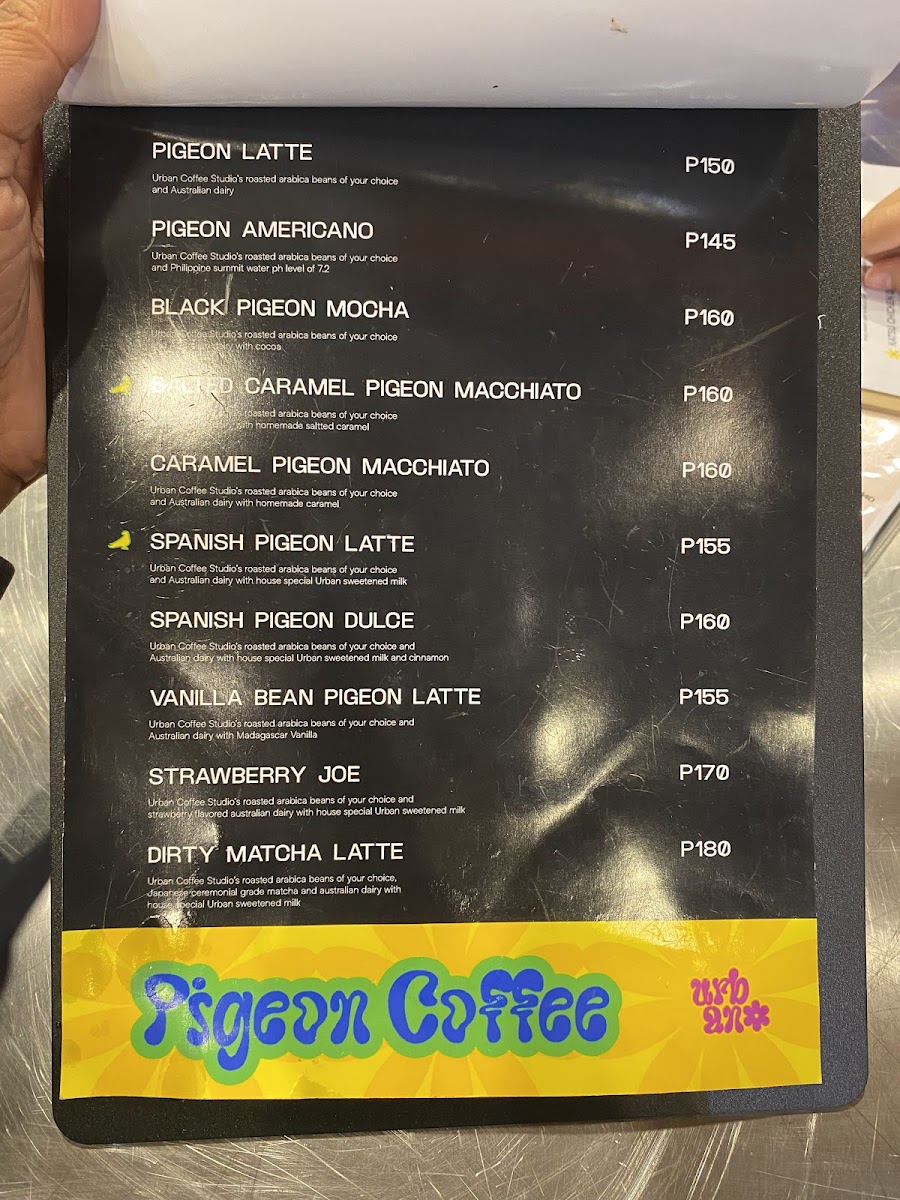 PIGEON LATTE P150
Urban Coffee Studio's roasted arabica beans of your choice
and Australian dairy
PIGEON AMERICANO P145
Urban Coffee Studio's roasted arabica beans of your choice
and Philippine summit water ph level of 7.2
BLACK PIGEON MOCHA P160
Urban Coffee Studio's roasted arabica beans of your choice
dairy with cocoa
SALTED CARAMEL PIGEON MACCHIATO P160
roasted arabica beans of your choice
with homemade saltted caramel
CARAMEL PIGEON MACCHIATO P160
Urban Coffee Studio's roasted arabica beans of your choice
and Australian dairy with homemade caramel
SPANISH PIGEON LATTE P155
Urban Coffee Studio's roasted arabica beans of your choice
and Australian dairy with house special Urban sweetened milk
SPANISH PIGEON DULCE P160
Urban Coffee Studio's roasted arabica beans of your choice and
Australian dairy with house special Urban sweetened milk and cinnamon
VANILLA BEAN PIGEON LATTE P155
Urban Coffee Studio's roasted arabica beans of your choice and
Australian dairy with Madagascar Vanilla
STRAWBERRY JOE P170
Urban Coffee Studio's roasted arabica beans of your choice and
strawberry flavored australian dairy with house special Urban sweetened milk
DIRTY MATCHA LATTE P180
Urban Coffee Studio's roasted arabica beans of your choice,
Japanese ceremonial grade matcha and australian dairy with
house special Urban sweetened milk
Pigeon Coffee
urb
an*